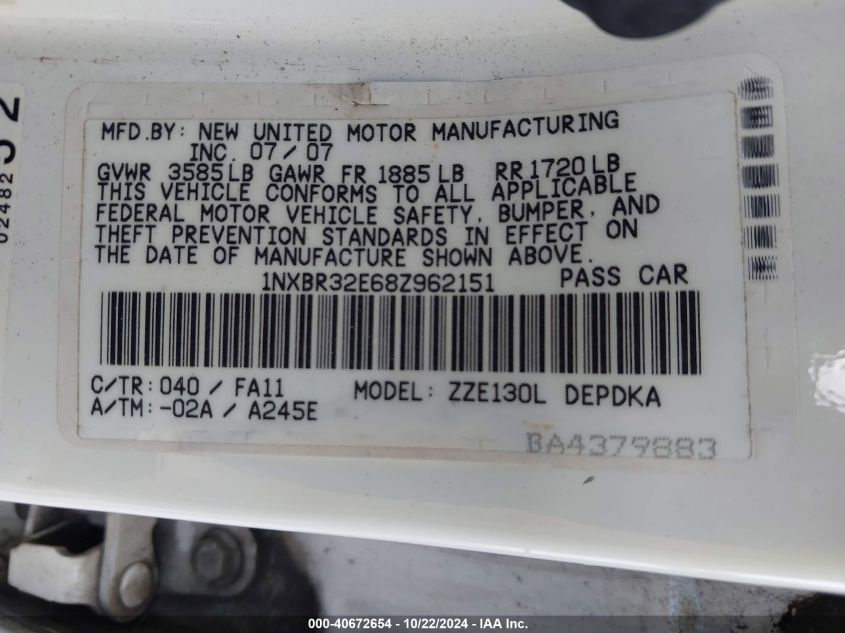 MFD.BY: NEW UNITED MOTOR MANUFACTURING
INC. 07/07
GVWR 3585LB GAWR FR 1885LB RR1720LB
THIS VEHICLE CONFORMS TO ALL APPLICABLE
FEDERAL MOTOR VEHICLE SAFETY, BUMPER, AND
THEFT PREVENTION STANDARDS IN EFFECT ON
THE DATE OF MANUFACTURE SHOWN ABOVE.
1NXBR32E68Z962151 PASS CAR
C/TR: 040 / FA11 MODEL: ZZE130L DEPDKA
A/TM: -02A / A245E
BA4379883
000-40672654 - 10/22/2024 - IAA Inc.